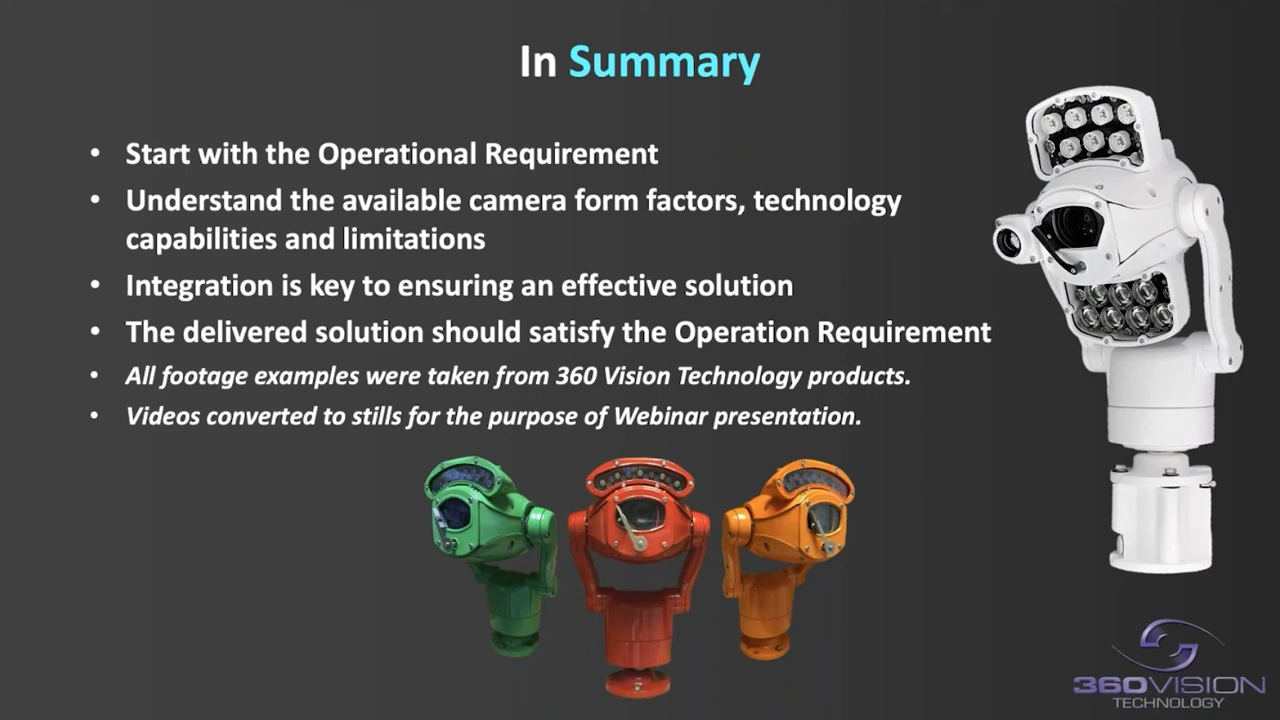 In Summary
• Start with the Operational Requirement
• Understand the available camera form factors, technology
capabilities and limitations
• Integration is key to ensuring an effective solution
• The delivered solution should satisfy the Operation Requirement
• All footage examples were taken from 360 Vision Technology products.
• Videos converted to stills for the purpose of Webinar presentation.
360VISION
TECHNOLOGY